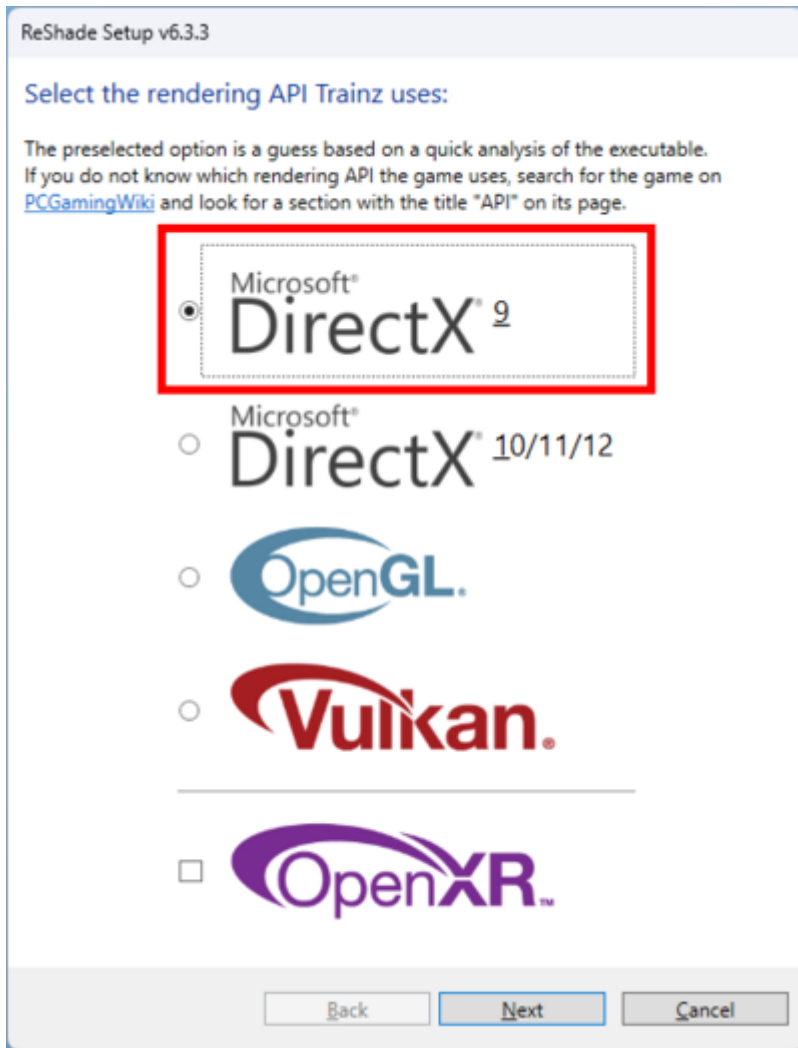 ReShade Setup v6.3.3
Select the rendering API Trainz uses:
The preselected option is a guess based on a quick analysis of the executable.
If you do not know which rendering API the game uses, search for the game on
PCGamingWiki and look for a section with the title "API" on its page.
Microsoft®
DirectX® 9
Microsoft®
DirectX® 10/11/12
OpenGL®
Vulkan®
OpenXR™
Back Next Cancel